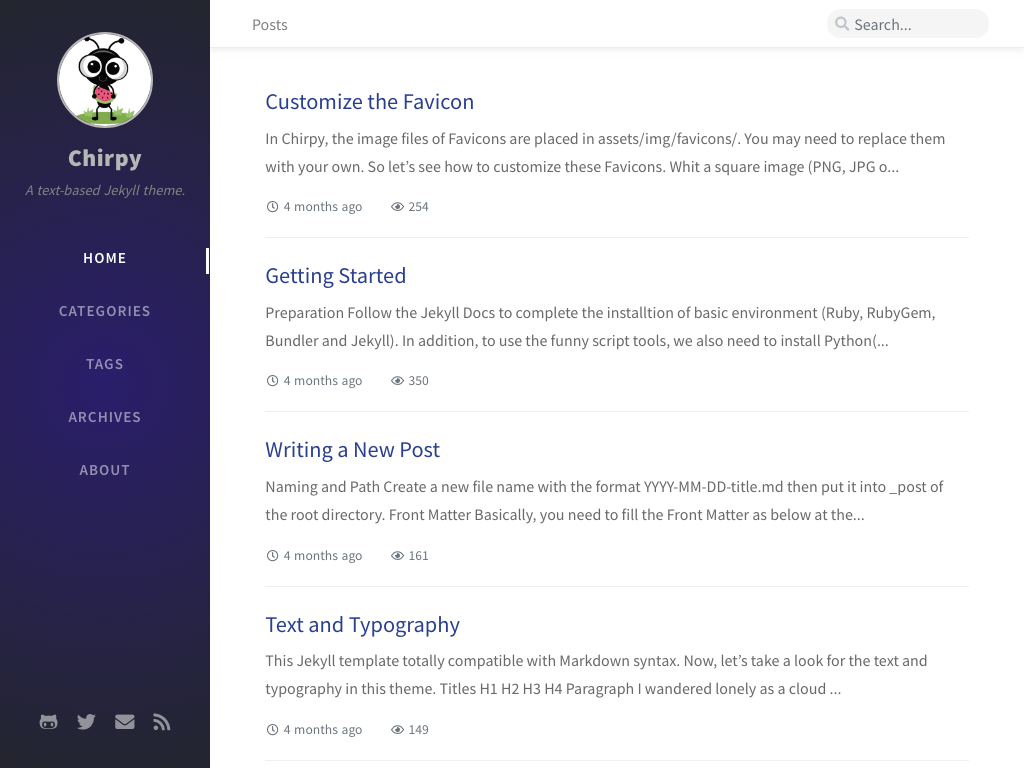 Chirpy
A text-based Jekyll theme.
HOME
CATEGORIES
TAGS
ARCHIVES
ABOUT
Posts
Search...
Customize the Favicon
In Chirpy, the image files of Favicons are placed in assets/img/favicons/. You may need to replace them
with your own. So let’s see how to customize these Favicons. Whit a square image (PNG, JPG o...
4 months ago 254
Getting Started
Preparation Follow the Jekyll Docs to complete the installtion of basic environment (Ruby, RubyGem,
Bundler and Jekyll). In addition, to use the funny script tools, we also need to install Python(...
4 months ago 350
Writing a New Post
Naming and Path Create a new file name with the format YYYY-MM-DD-title.md then put it into _post of
the root directory. Front Matter Basically, you need to fill the Front Matter as below at the...
4 months ago 161
Text and Typography
This Jekyll template totally compatible with Markdown syntax. Now, let’s take a look for the text and
typography in this theme. Titles H1 H2 H3 H4 Paragraph I wandered lonely as a cloud ...
4 months ago 149